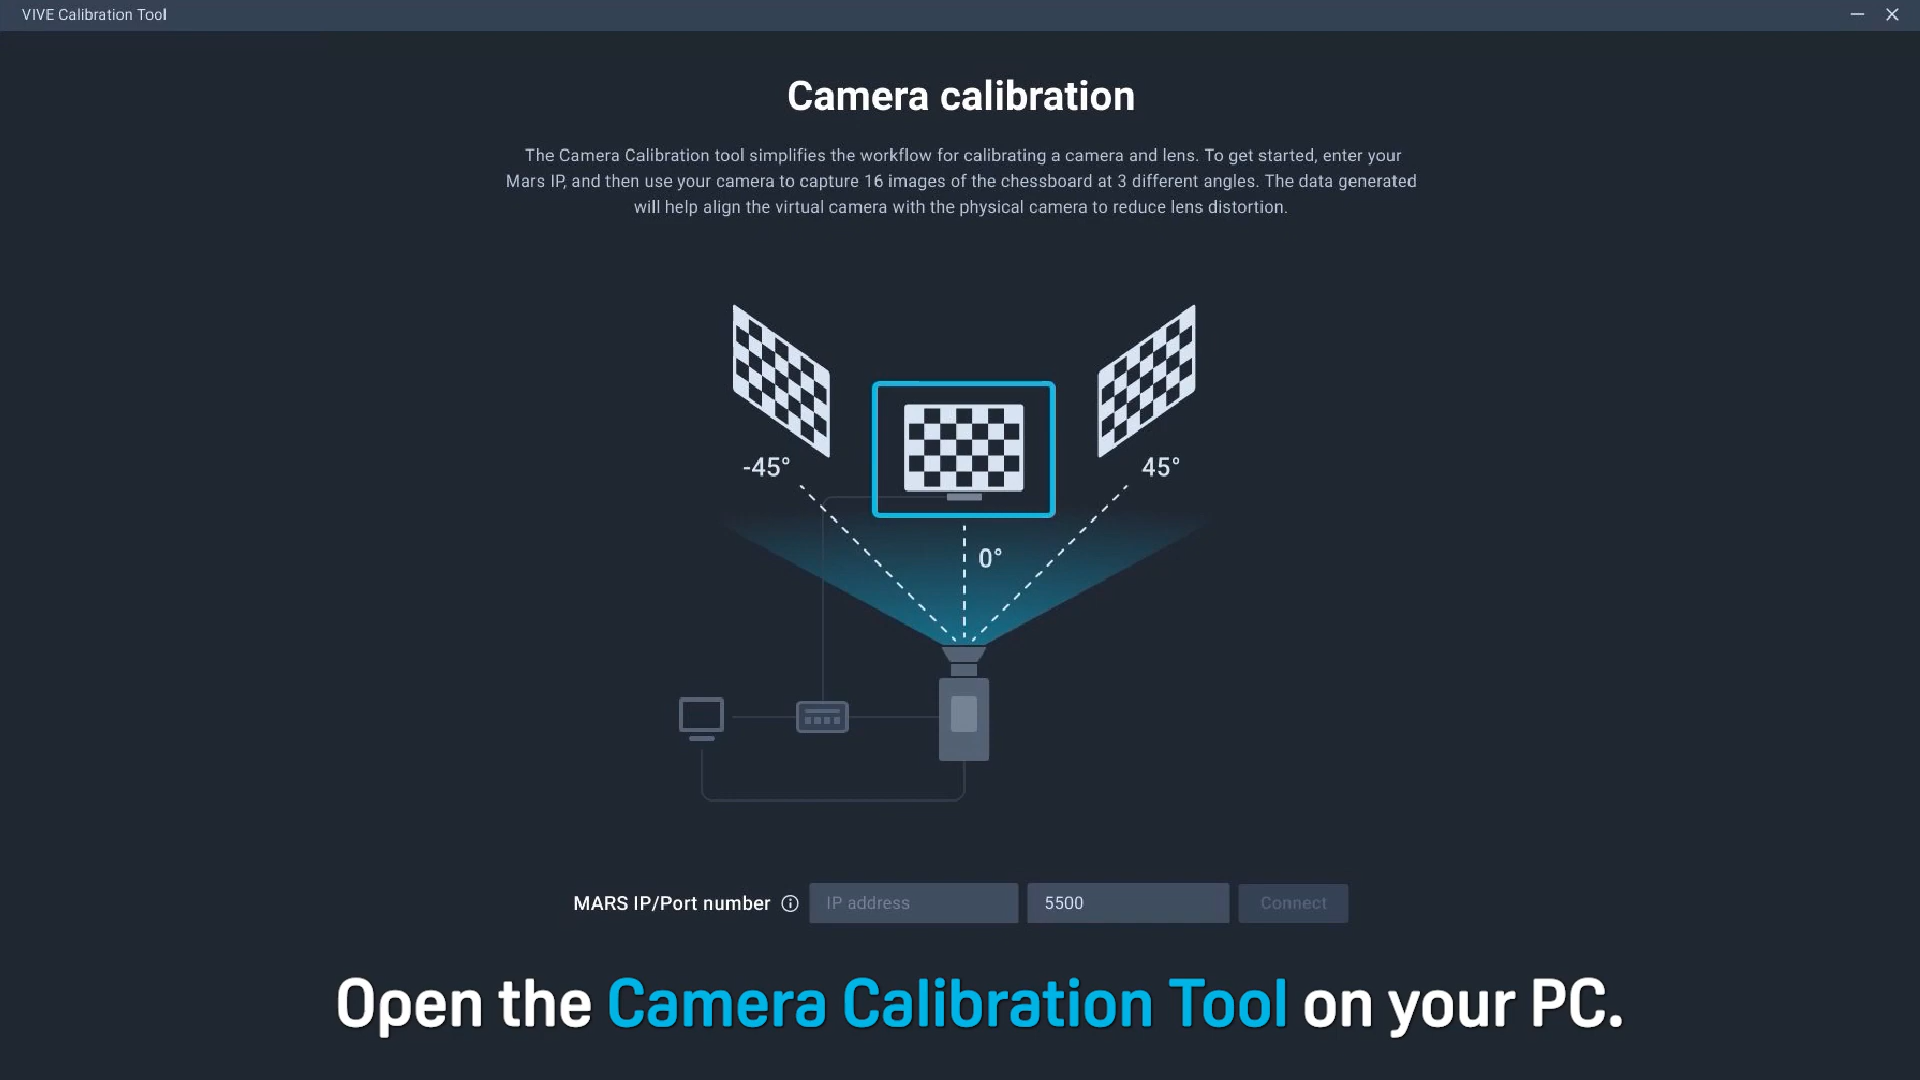 VIVE Calibration Tool
Camera calibration
The Camera Calibration tool simplifies the workflow for calibrating a camera and lens. To get started, enter your
Mars IP, and then use your camera to capture 16 images of the chessboard at 3 different angles. The data generated
will help align the virtual camera with the physical camera to reduce lens distortion.
-45°
45°
0°
MARS IP/Port number
IP address
5500
Connect
Open the Camera Calibration Tool on your PC.